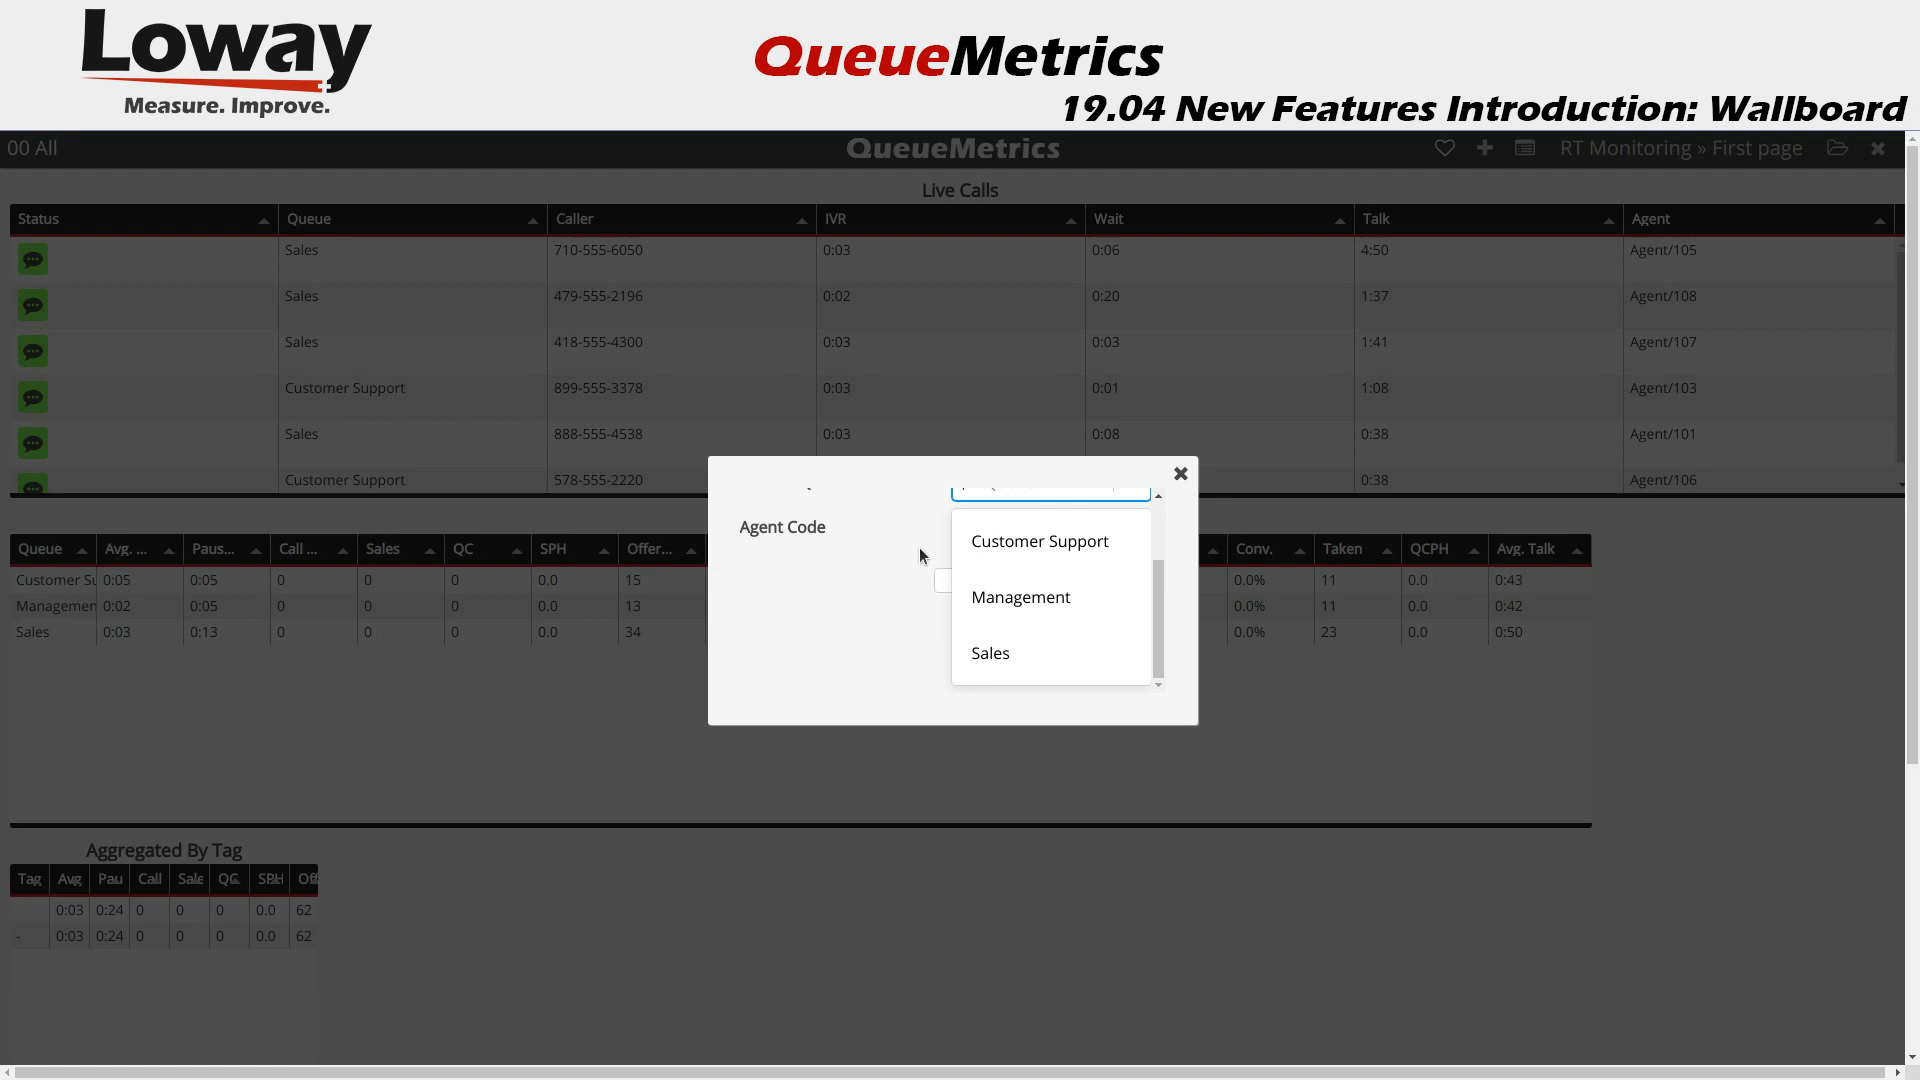 Loway
Measure. Improve.
QueueMetrics
19.04 New Features Introduction: Wallboard
00 All
QueueMetrics
RT Monitoring » First page
Live Calls
Status Queue Caller IVR Wait Talk Agent
Sales 710-555-6050 0:03 0:06 4:50 Agent/105
Sales 479-555-2196 0:02 0:20 1:37 Agent/108
Sales 418-555-4300 0:03 0:03 1:41 Agent/107
Customer Support 899-555-3378 0:03 0:01 1:08 Agent/103
Sales 888-555-4538 0:03 0:08 0:38 Agent/101
Customer Support 578-555-2220 0:38 Agent/106
Agent Code
Customer Support
Management
Sales
Queue Avg. ... Paus... Call ... Sales QC SPH Offer... Conv. Taken QCPH Avg. Talk
Customer Su 0:05 0:05 0 0 0 0.0 15 0.0% 11 0.0 0:43
Managemen 0:02 0:05 0 0 0 0.0 13 0.0% 11 0.0 0:42
Sales 0:03 0:13 0 0 0 0.0 34 0.0% 23 0.0 0:50
Aggregated By Tag
Tag Avg Pau Call Sale QC SPH Off
0:03 0:24 0 0 0 0.0 62
- 0:03 0:24 0 0 0 0.0 62